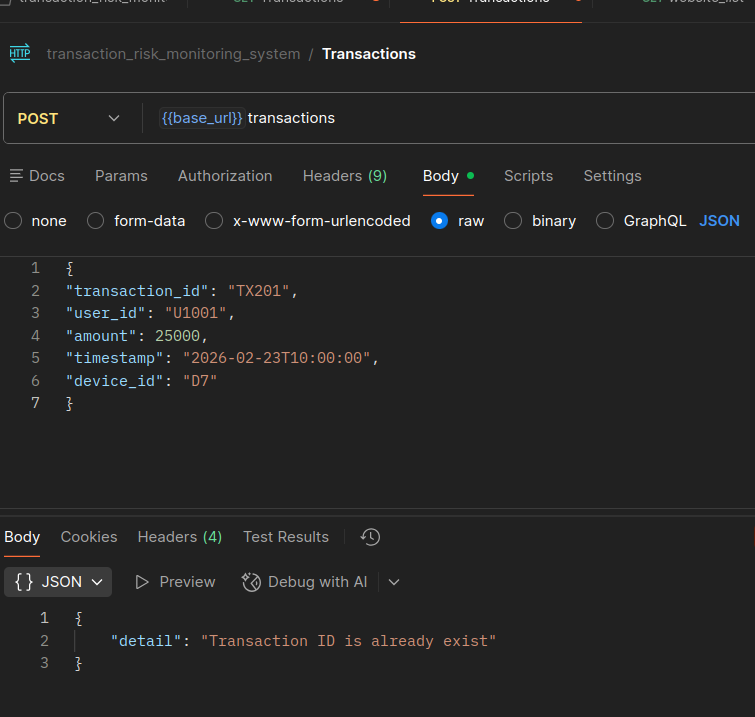 HTTP transaction_risk_monitoring_system / Transactions
POST {{base_url}} transactions
Docs Params Authorization Headers (9) Body Scripts Settings
none form-data x-www-form-urlencoded raw binary GraphQL JSON
1 {
2 "transaction_id": "TX201",
3 "user_id": "U1001",
4 "amount": 25000,
5 "timestamp": "2026-02-23T10:00:00",
6 "device_id": "D7"
7 }
Body Cookies Headers (4) Test Results
{} JSON Preview Debug with AI
1 {
2 "detail": "Transaction ID is already exist"
3 }